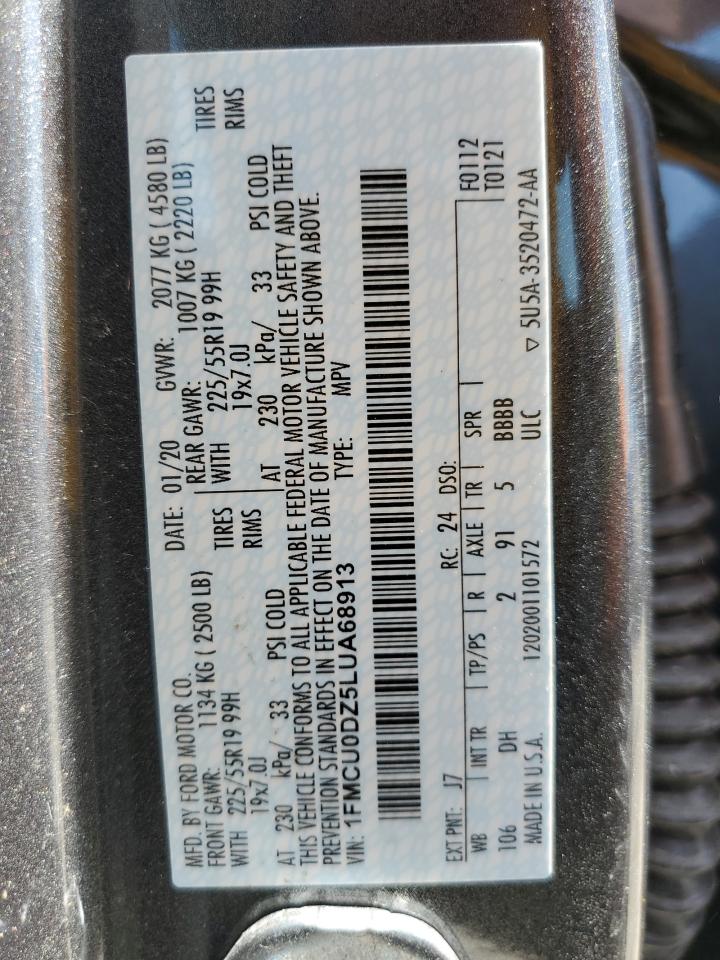 MFD. BY FORD MOTOR CO.
DATE: 01/20 GVWR: 2077 KG ( 4580 LB)
FRONT GAWR: 1134 KG ( 2500 LB) REAR GAWR: 1007 KG ( 2220 LB)
WITH 225/55R19 99H TIRES WITH 225/55R19 99H TIRES
19x7.0J RIMS 19x7.0J RIMS
AT 230 kPa/ 33 PSI COLD AT 230 kPa/ 33 PSI COLD
THIS VEHICLE CONFORMS TO ALL APPLICABLE FEDERAL MOTOR VEHICLE SAFETY AND THEFT
PREVENTION STANDARDS IN EFFECT ON THE DATE OF MANUFACTURE SHOWN ABOVE.
VIN: 1FMCU0DZ5LUA68913 TYPE: MPV
F0112
EXT PNT: J7 RC: 24 DSO: T0121
WB INT TR TP/PS R AXLE TR SPR
106 DH 2 91 5 BBBB
MADE IN U.S.A. 1202001101572 ULC ▽ 5U5A-3520472-AA